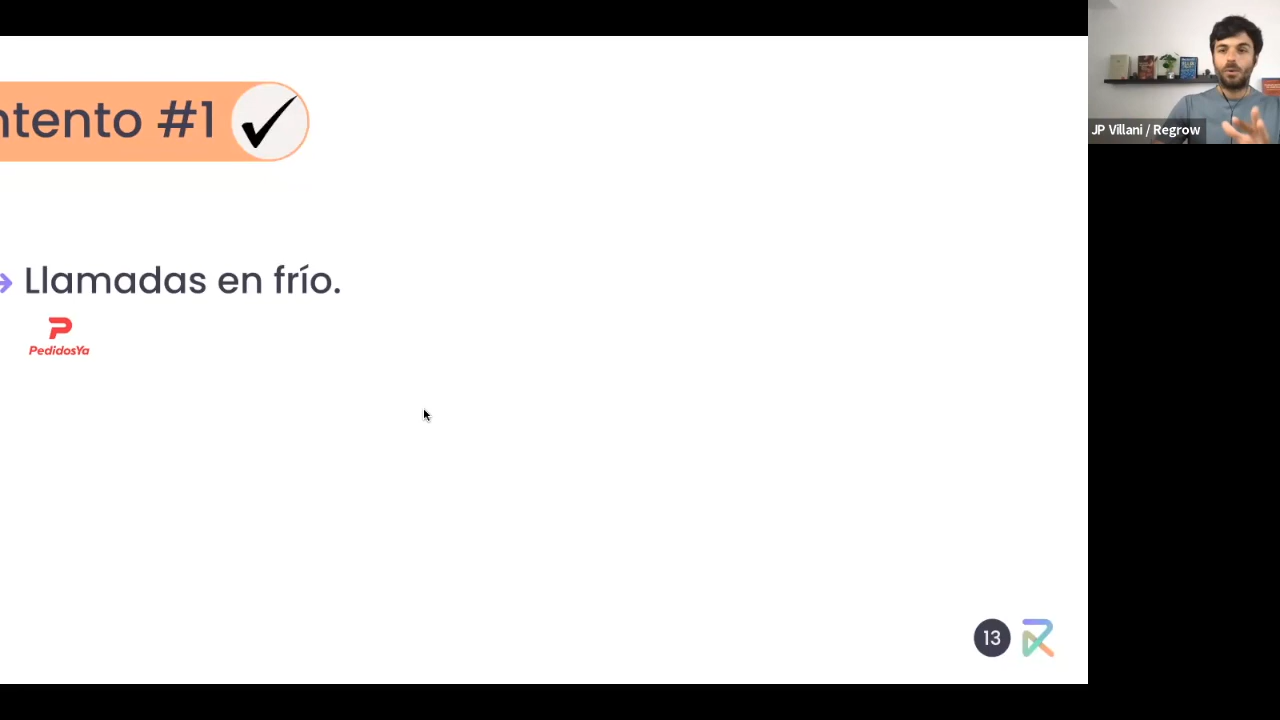 ntento #1
Llamadas en frío.
PedidosYa
13
JP Villani / Regrow